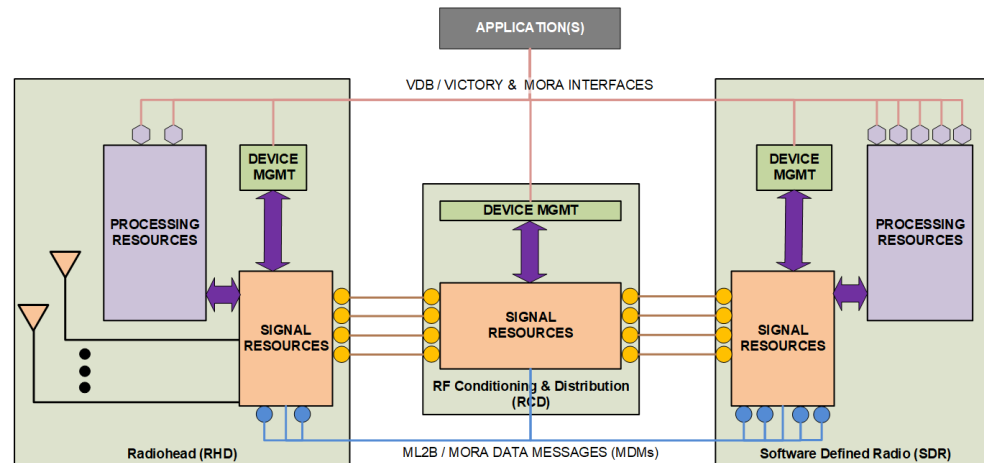 APPLICATION(S)
VDB / VICTORY & MORA INTERFACES
DEVICE
MGMT
DEVICE
MGMT
PROCESSING
RESOURCES
DEVICE MGMT
PROCESSING
RESOURCES
SIGNAL
RESOURCES
SIGNAL
RESOURCES
SIGNAL
RESOURCES
RF Conditioning & Distribution
(RCD)
Radiohead (RHD)
ML2B / MORA DATA MESSAGES (MDMs)
Software Defined Radio (SDR)